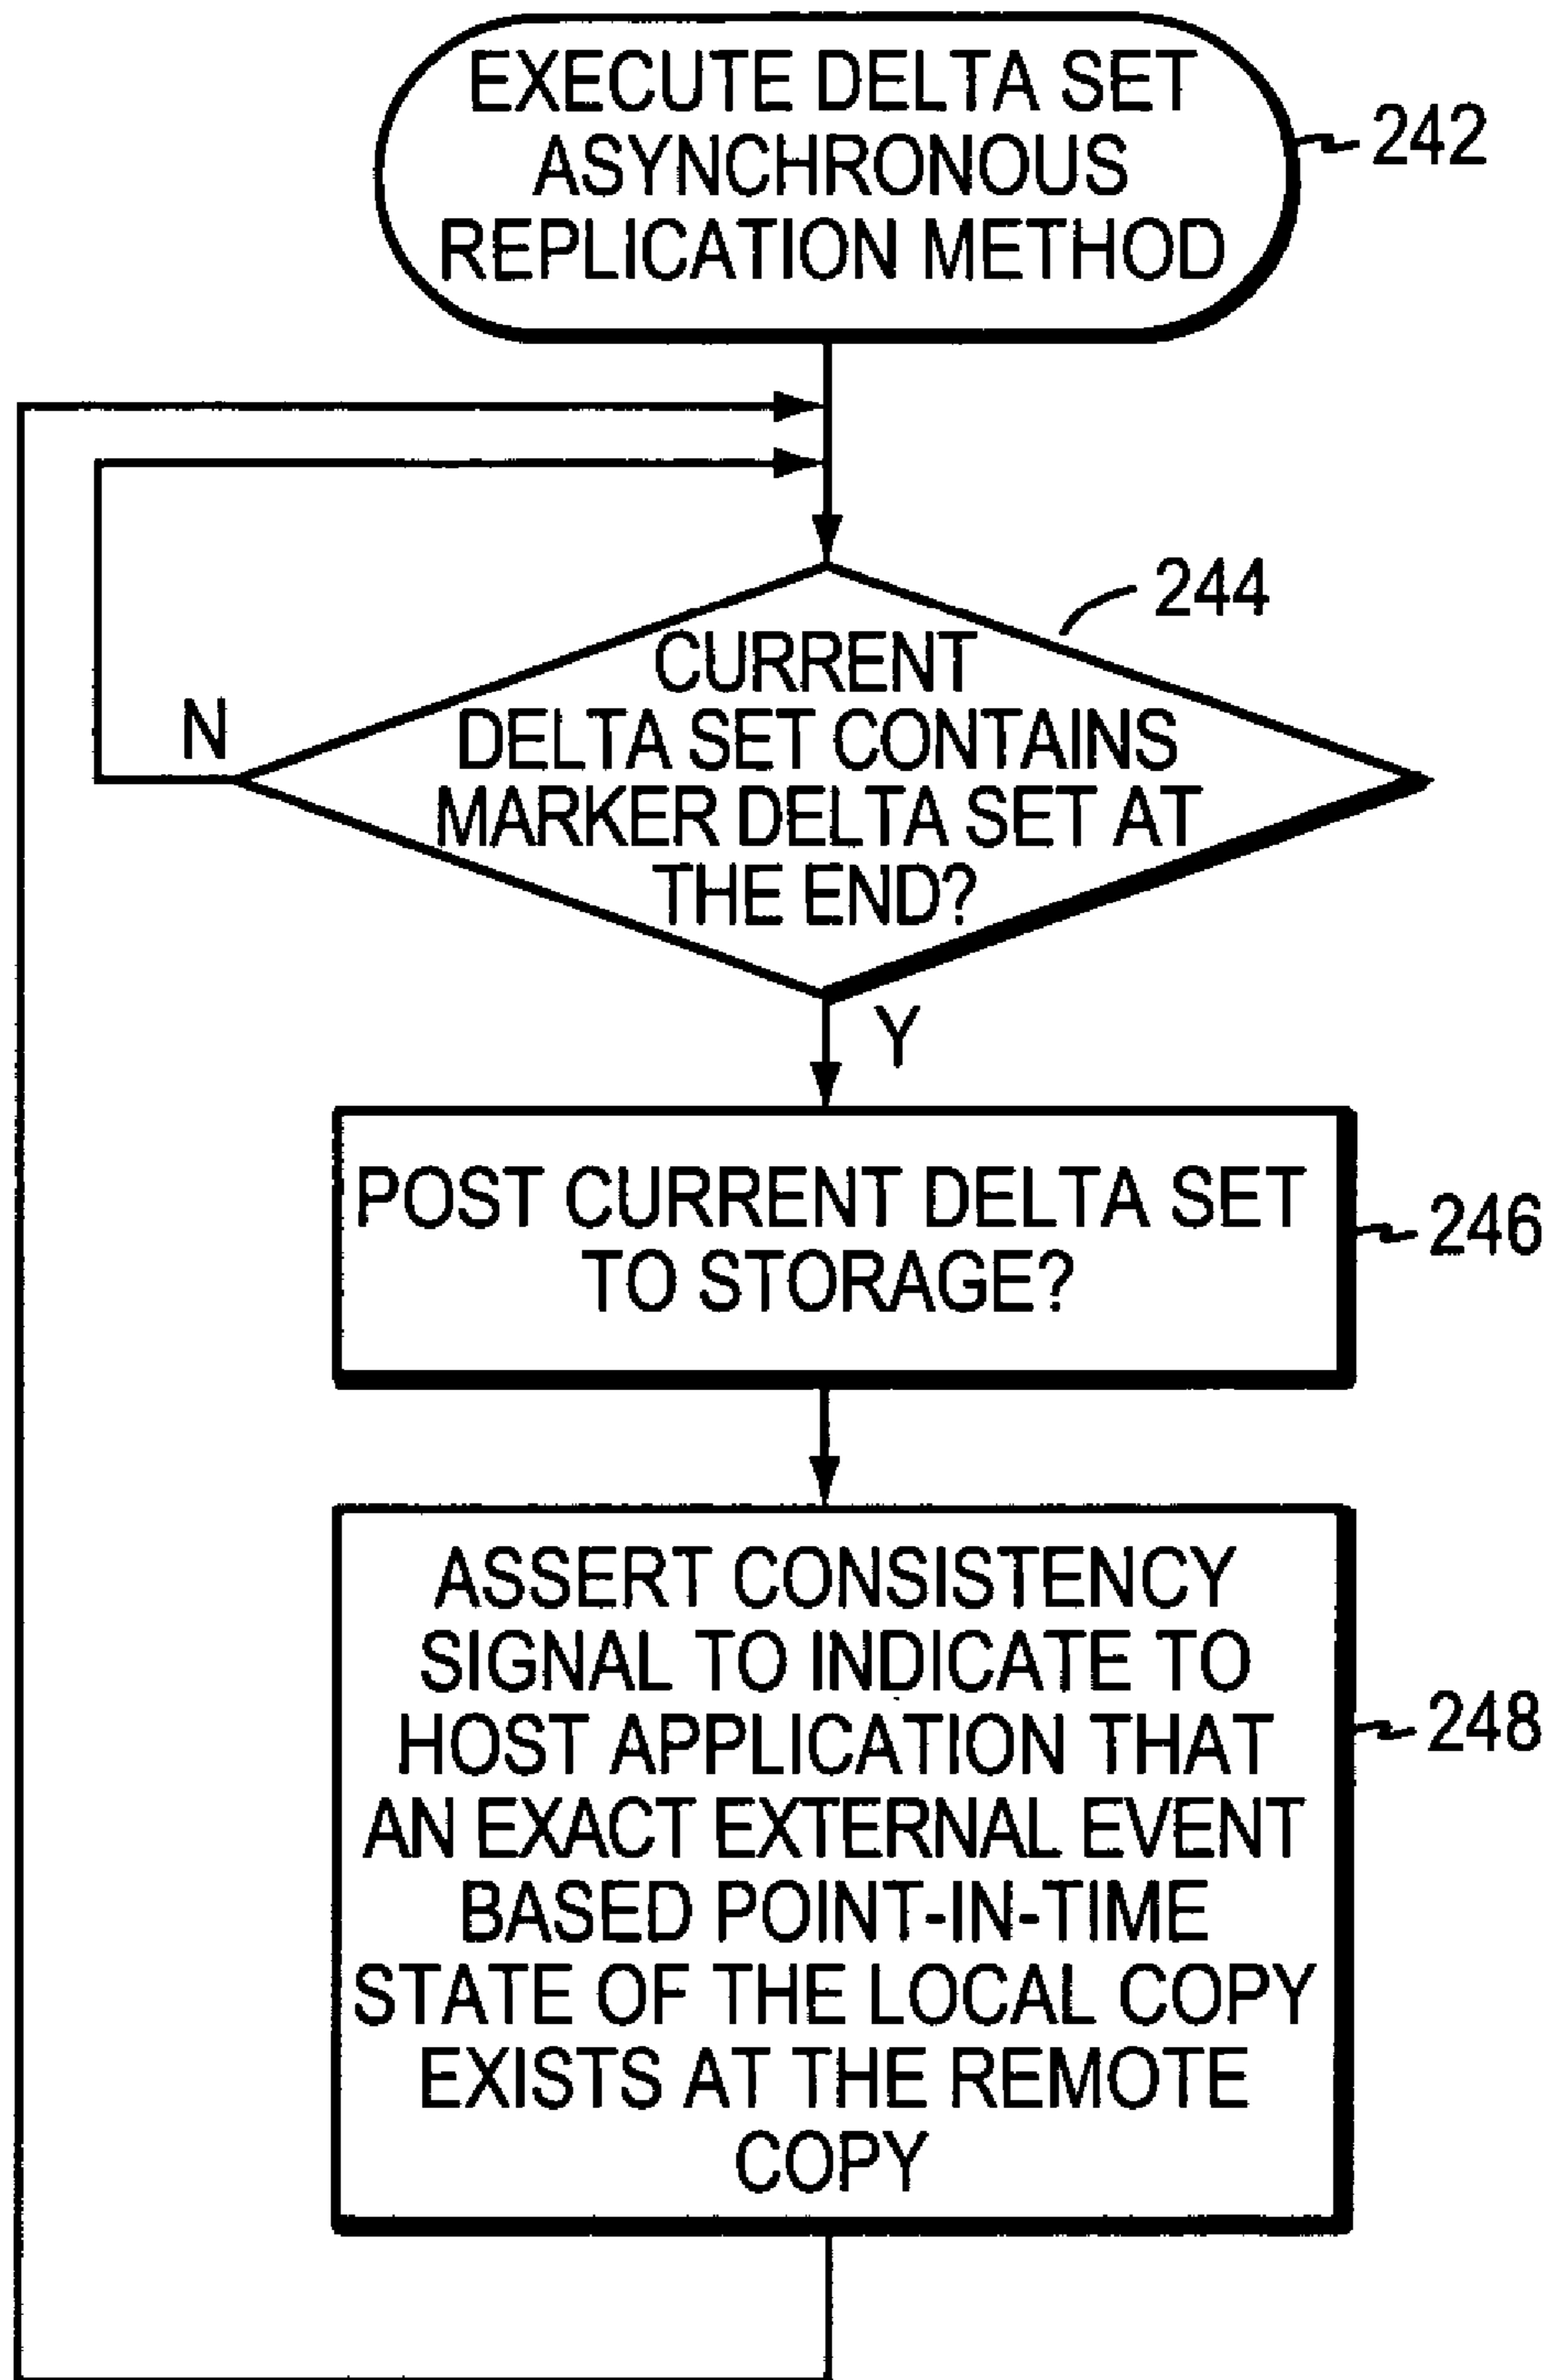 EXECUTE DELTA SET
ASYNCHRONOUS
REPLICATION METHOD
242
244
CURRENT
DELTA SET CONTAINS
MARKER DELTA SET AT
THE END?
N
Y
POST CURRENT DELTA SET
TO STORAGE?
246
ASSERT CONSISTENCY
SIGNAL TO INDICATE TO
HOST APPLICATION THAT
AN EXACT EXTERNAL EVENT
BASED POINT-IN-TIME
STATE OF THE LOCAL COPY
EXISTS AT THE REMOTE
COPY
248